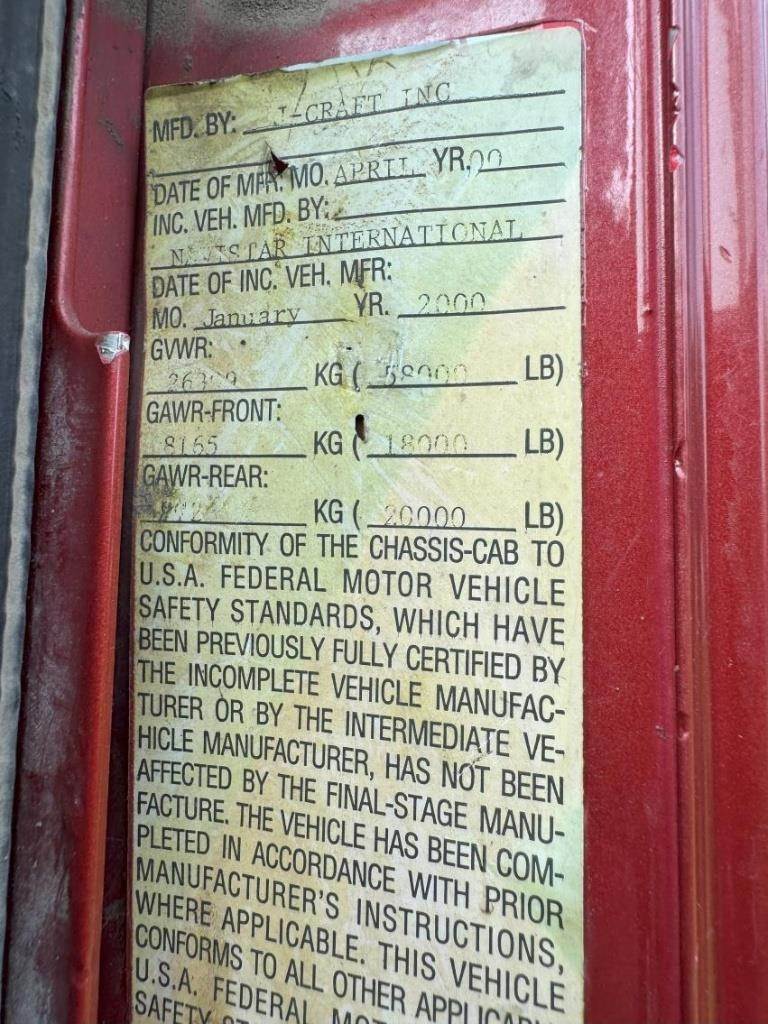 MFD. BY: J-CRAFT INC
DATE OF MFR. MO. APRIL YR. 00
INC. VEH. MFD. BY:
NAVISTAR INTERNATIONAL
DATE OF INC. VEH. MFR:
MO. January YR. 2000
GVWR:
KG ( 58000 LB)
GAWR-FRONT:
8165 KG ( 18000 LB)
GAWR-REAR:
KG ( 20000 LB)
CONFORMITY OF THE CHASSIS-CAB TO
U.S.A. FEDERAL MOTOR VEHICLE
SAFETY STANDARDS, WHICH HAVE
BEEN PREVIOUSLY FULLY CERTIFIED BY
THE INCOMPLETE VEHICLE MANUFAC-
TURER OR BY THE INTERMEDIATE VE-
HICLE MANUFACTURER, HAS NOT BEEN
AFFECTED BY THE FINAL-STAGE MANU-
FACTURE. THE VEHICLE HAS BEEN COM-
PLETED IN ACCORDANCE WITH PRIOR
MANUFACTURER'S INSTRUCTIONS,
WHERE APPLICABLE. THIS VEHICLE
CONFORMS TO ALL OTHER
U.S.A. FEDERAL
SAFETY